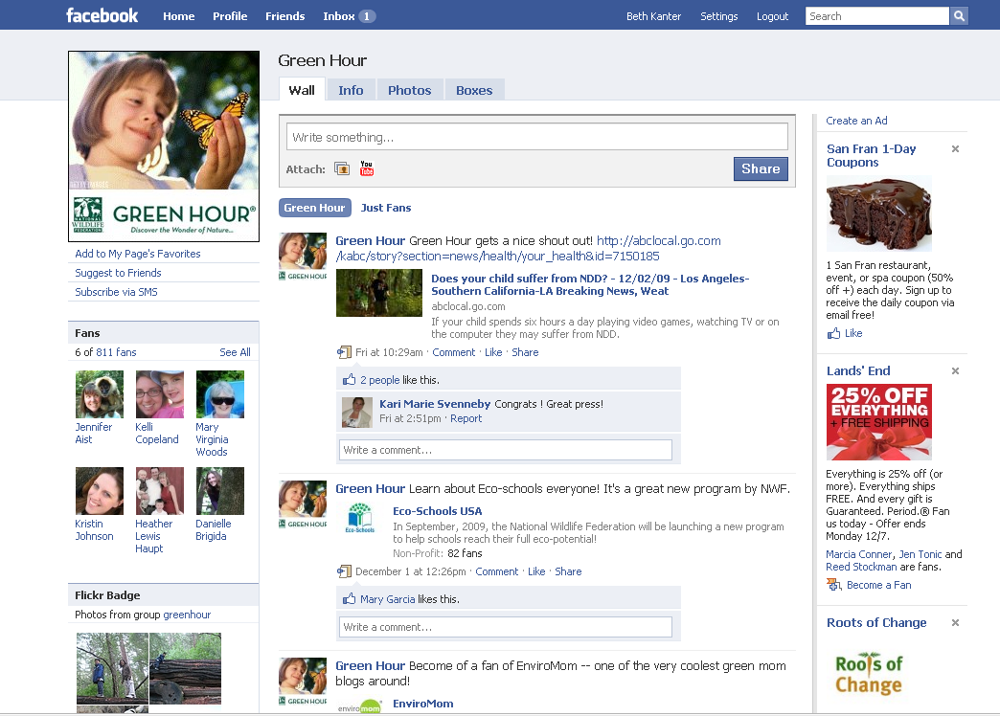 facebook Home Profile Friends Inbox 1 Beth Kanter Settings Logout Search
Green Hour
Wall Info Photos Boxes
GETTY IMAGES
NATIONAL WILDLIFE FEDERATION
GREEN HOUR®
Discover the Wonder of Nature...
Add to My Page's Favorites
Suggest to Friends
Subscribe via SMS
Fans
6 of 811 fans See All
Jennifer Aist
Kelli Copeland
Mary Virginia Woods
Kristin Johnson
Heather Lewis Haupt
Danielle Brigida
Flickr Badge
Photos from group greenhour
Write something...
Attach: You Tube Share
Green Hour Just Fans
Green Hour Green Hour gets a nice shout out! http://abclocal.go.com
/kabc/story?section=news/health/your_health&id=7150185
GREEN HOUR
Does your child suffer from NDD? - 12/02/09 - Los Angeles-
Southern California-LA Breaking News, Weat
abclocal.go.com
If your child spends six hours a day playing video games, watching TV or on
the computer they may suffer from NDD.
Fri at 10:29am · Comment · Like · Share
2 people like this.
Kari Marie Svenneby Congrats ! Great press!
Fri at 2:51pm · Report
Write a comment...
Green Hour Learn about Eco-schools everyone! It's a great new program by NWF.
GREEN HOUR
Eco-Schools
Eco-Schools USA
In September, 2009, the National Wildlife Federation will be launching a new program
to help schools reach their full eco-potential!
Non-Profit: 82 fans
December 1 at 12:26pm · Comment · Like · Share
Mary Garcia likes this.
Write a comment...
Green Hour Become of a fan of EnviroMom -- one of the very coolest green mom
blogs around!
GREEN HOUR
enviromom
EnviroMom
Create an Ad
San Fran 1-Day
Coupons
1 San Fran restaurant,
event, or spa coupon (50%
off +) each day. Sign up to
receive the daily coupon via
email free!
Like
Lands' End
25% OFF
EVERYTHING
+ FREE SHIPPING
Everything is 25% off (or
more). Everything ships
FREE. And every gift is
Guaranteed. Period.® Fan
us today - Offer ends
Monday 12/7.
Marcia Conner, Jen Tonic and
Reed Stockman are fans.
Become a Fan
Roots of Change
Roots of
Change